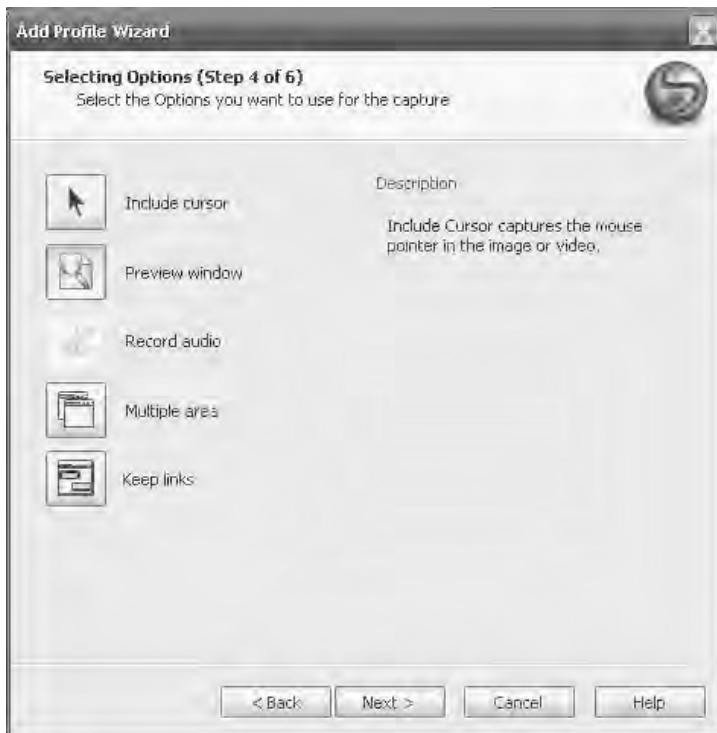 Add Profile Wizard
Selecting Options (Step 4 of 6)
Select the Options you want to use for the capture
Include cursor
Description
Include Cursor captures the mouse
pointer in the image or video.
Preview window
Record audio
Multiple area
Keep links
< Back
Next >
Cancel
Help